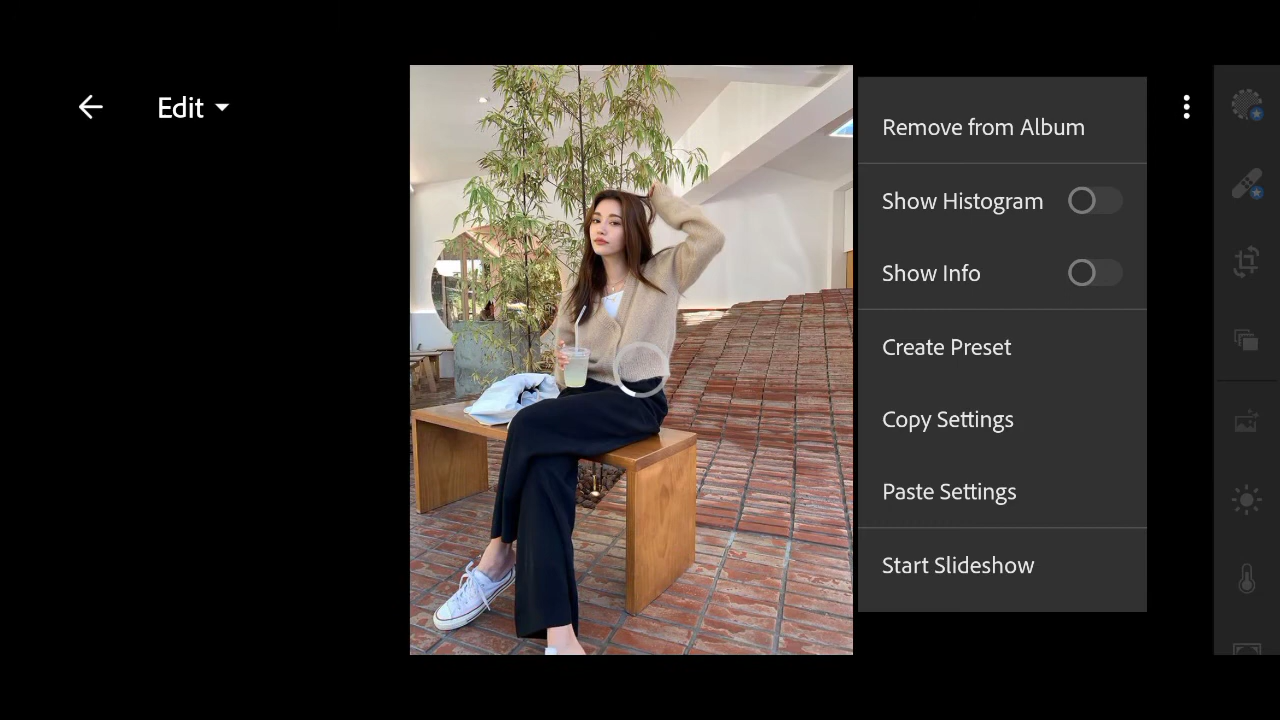 Edit
Remove from Album
Show Histogram
Show Info
Create Preset
Copy Settings
Paste Settings
Start Slideshow